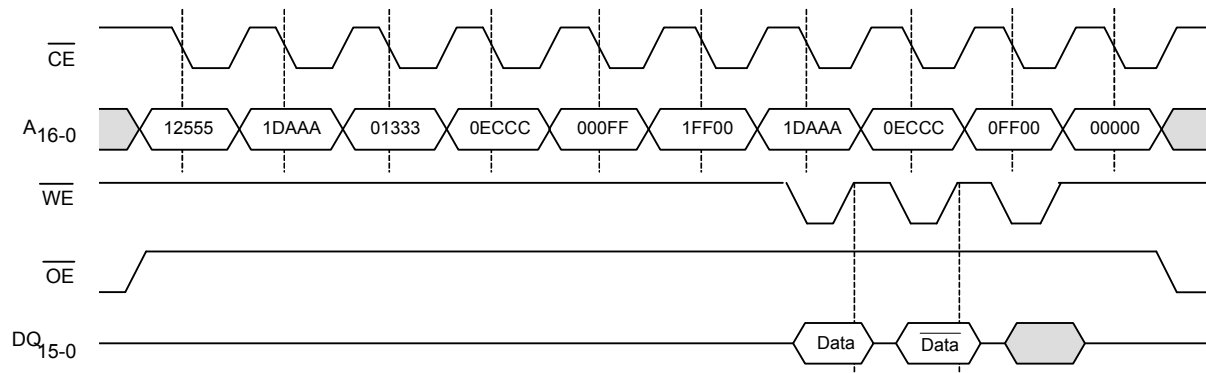 CE
A16-0 12555 1DAAA 01333 0ECCC 000FF 1FF00 1DAAA 0ECCC 0FF00 00000
WE
OE
DQ15-0 Data Data